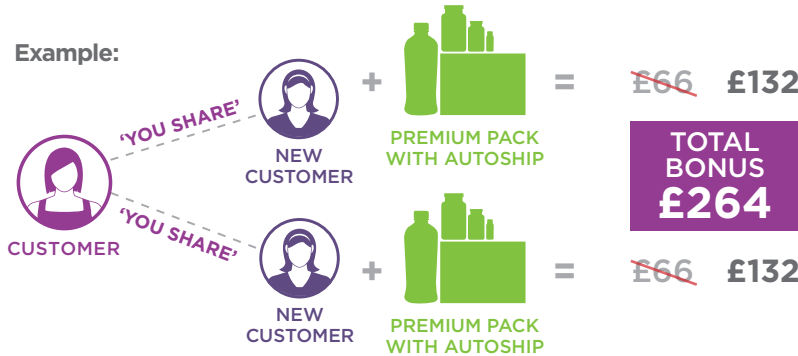 Example:
'YOU SHARE'
NEW
CUSTOMER
+
PREMIUM PACK
WITH AUTOSHIP
=
£66 £132
CUSTOMER
TOTAL
BONUS
£264
'YOU SHARE'
NEW
CUSTOMER
+
PREMIUM PACK
WITH AUTOSHIP
=
£66 £132